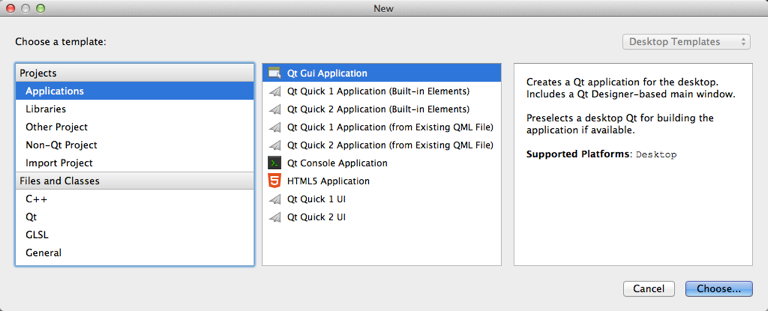 New
Choose a template:
Desktop Templates
Projects
Applications
Libraries
Other Project
Non-Qt Project
Import Project
Files and Classes
C++
Qt
GLSL
General
Qt Gui Application
Qt Quick 1 Application (Built-in Elements)
Qt Quick 2 Application (Built-in Elements)
Qt Quick 1 Application (from Existing QML File)
Qt Quick 2 Application (from Existing QML File)
Qt Console Application
HTML5 Application
Qt Quick 1 UI
Qt Quick 2 UI
Creates a Qt application for the desktop.
Includes a Qt Designer-based main window.
Preselects a desktop Qt for building the
application if available.
Supported Platforms: Desktop
Cancel
Choose...